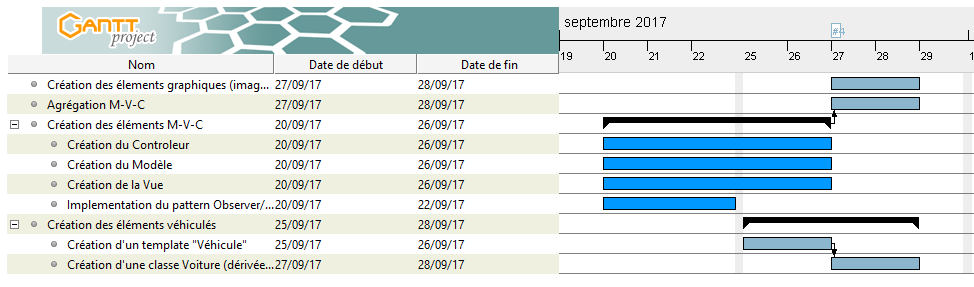 GANTT
project
septembre 2017
#4
19 20 21 22 25 26 27 28 29 1
Nom Date de début Date de fin
Création des élements graphiques (imag... 27/09/17 28/09/17
Agrégation M-V-C 27/09/17 28/09/17
Création des éléments M-V-C 20/09/17 26/09/17
Création du Controleur 20/09/17 26/09/17
Création du Modèle 20/09/17 26/09/17
Création de la Vue 20/09/17 26/09/17
Implementation du pattern Observer/... 20/09/17 22/09/17
Création des éléments véhiculés 25/09/17 28/09/17
Création d'un template "Véhicule" 25/09/17 26/09/17
Création d'une classe Voiture (dérivée... 27/09/17 28/09/17